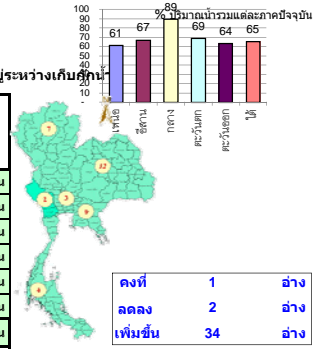 % ปริมาณน้ำรวมแต่ละภาคปัจจุบัน
100
90
80
70
60
50
40
30
20
10
0
61
67
89
69
64
65
เหนือ
อีสาน
กลาง
ตะวันตก
ตะวันออก
ใต้
ระหว่างเก็บกักน้ำ
7
12
2
3
9
4
คงที่ 1 อ่าง
ลดลง 2 อ่าง
เพิ่มขึ้น 34 อ่าง